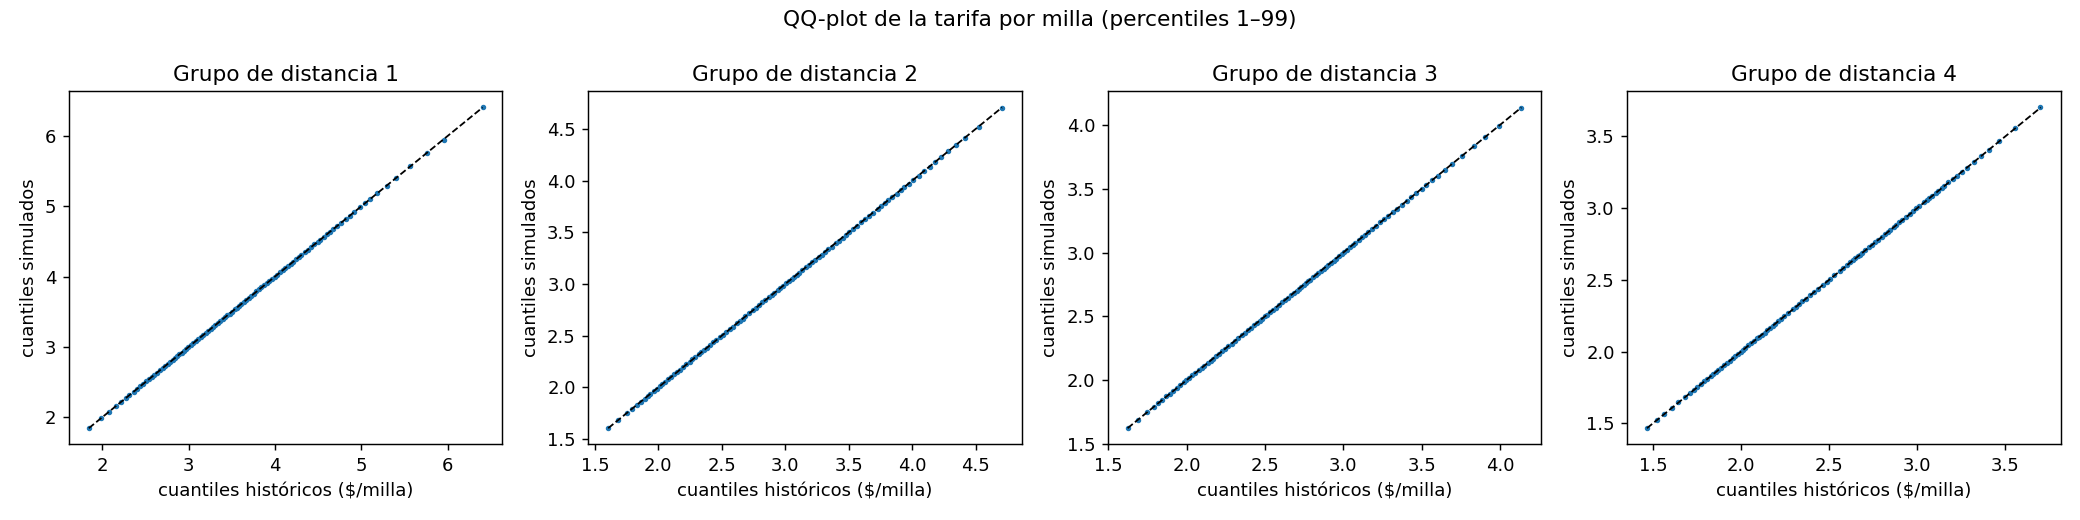 QQ-plot de la tarifa por milla (percentiles 1–99)
Grupo de distancia 1
6
5
4
3
2
cuantiles simulados
2 3 4 5 6
cuantiles históricos ($/milla)
Grupo de distancia 2
4.5
4.0
3.5
3.0
2.5
2.0
1.5
cuantiles simulados
1.5 2.0 2.5 3.0 3.5 4.0 4.5
cuantiles históricos ($/milla)
Grupo de distancia 3
4.0
3.5
3.0
2.5
2.0
1.5
cuantiles simulados
1.5 2.0 2.5 3.0 3.5 4.0
cuantiles históricos ($/milla)
Grupo de distancia 4
3.5
3.0
2.5
2.0
1.5
cuantiles simulados
1.5 2.0 2.5 3.0 3.5
cuantiles históricos ($/milla)